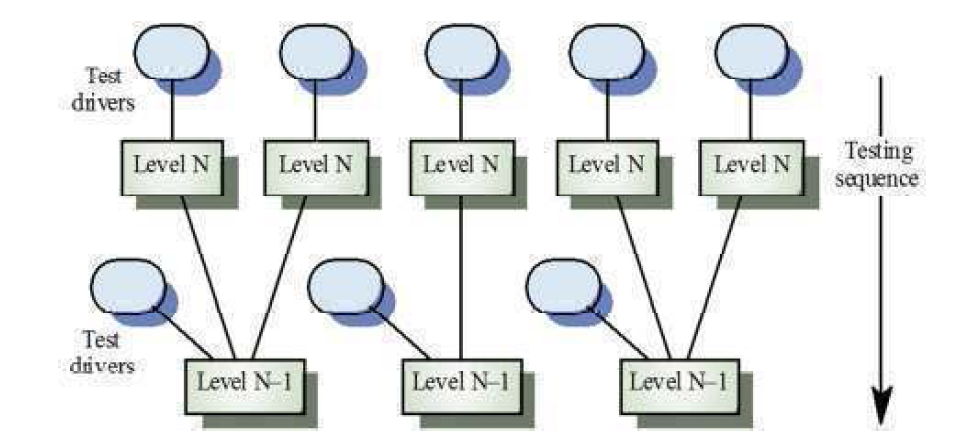 Test
drivers
Level N
Level N
Level N
Level N
Level N
Testing
sequence
Test
drivers
Level N–1
Level N–1
Level N–1